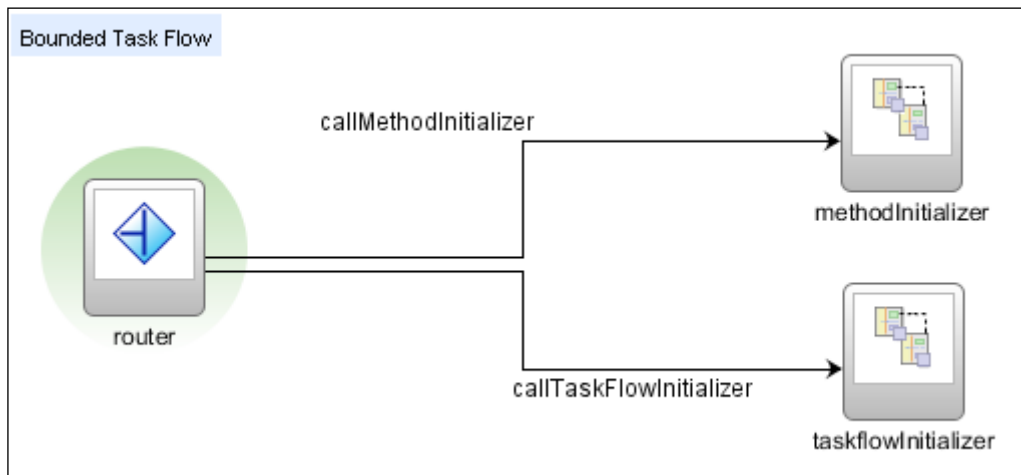 Bounded Task Flow
callMethodInitializer
methodInitializer
router
callTaskFlowInitializer
taskflowInitializer